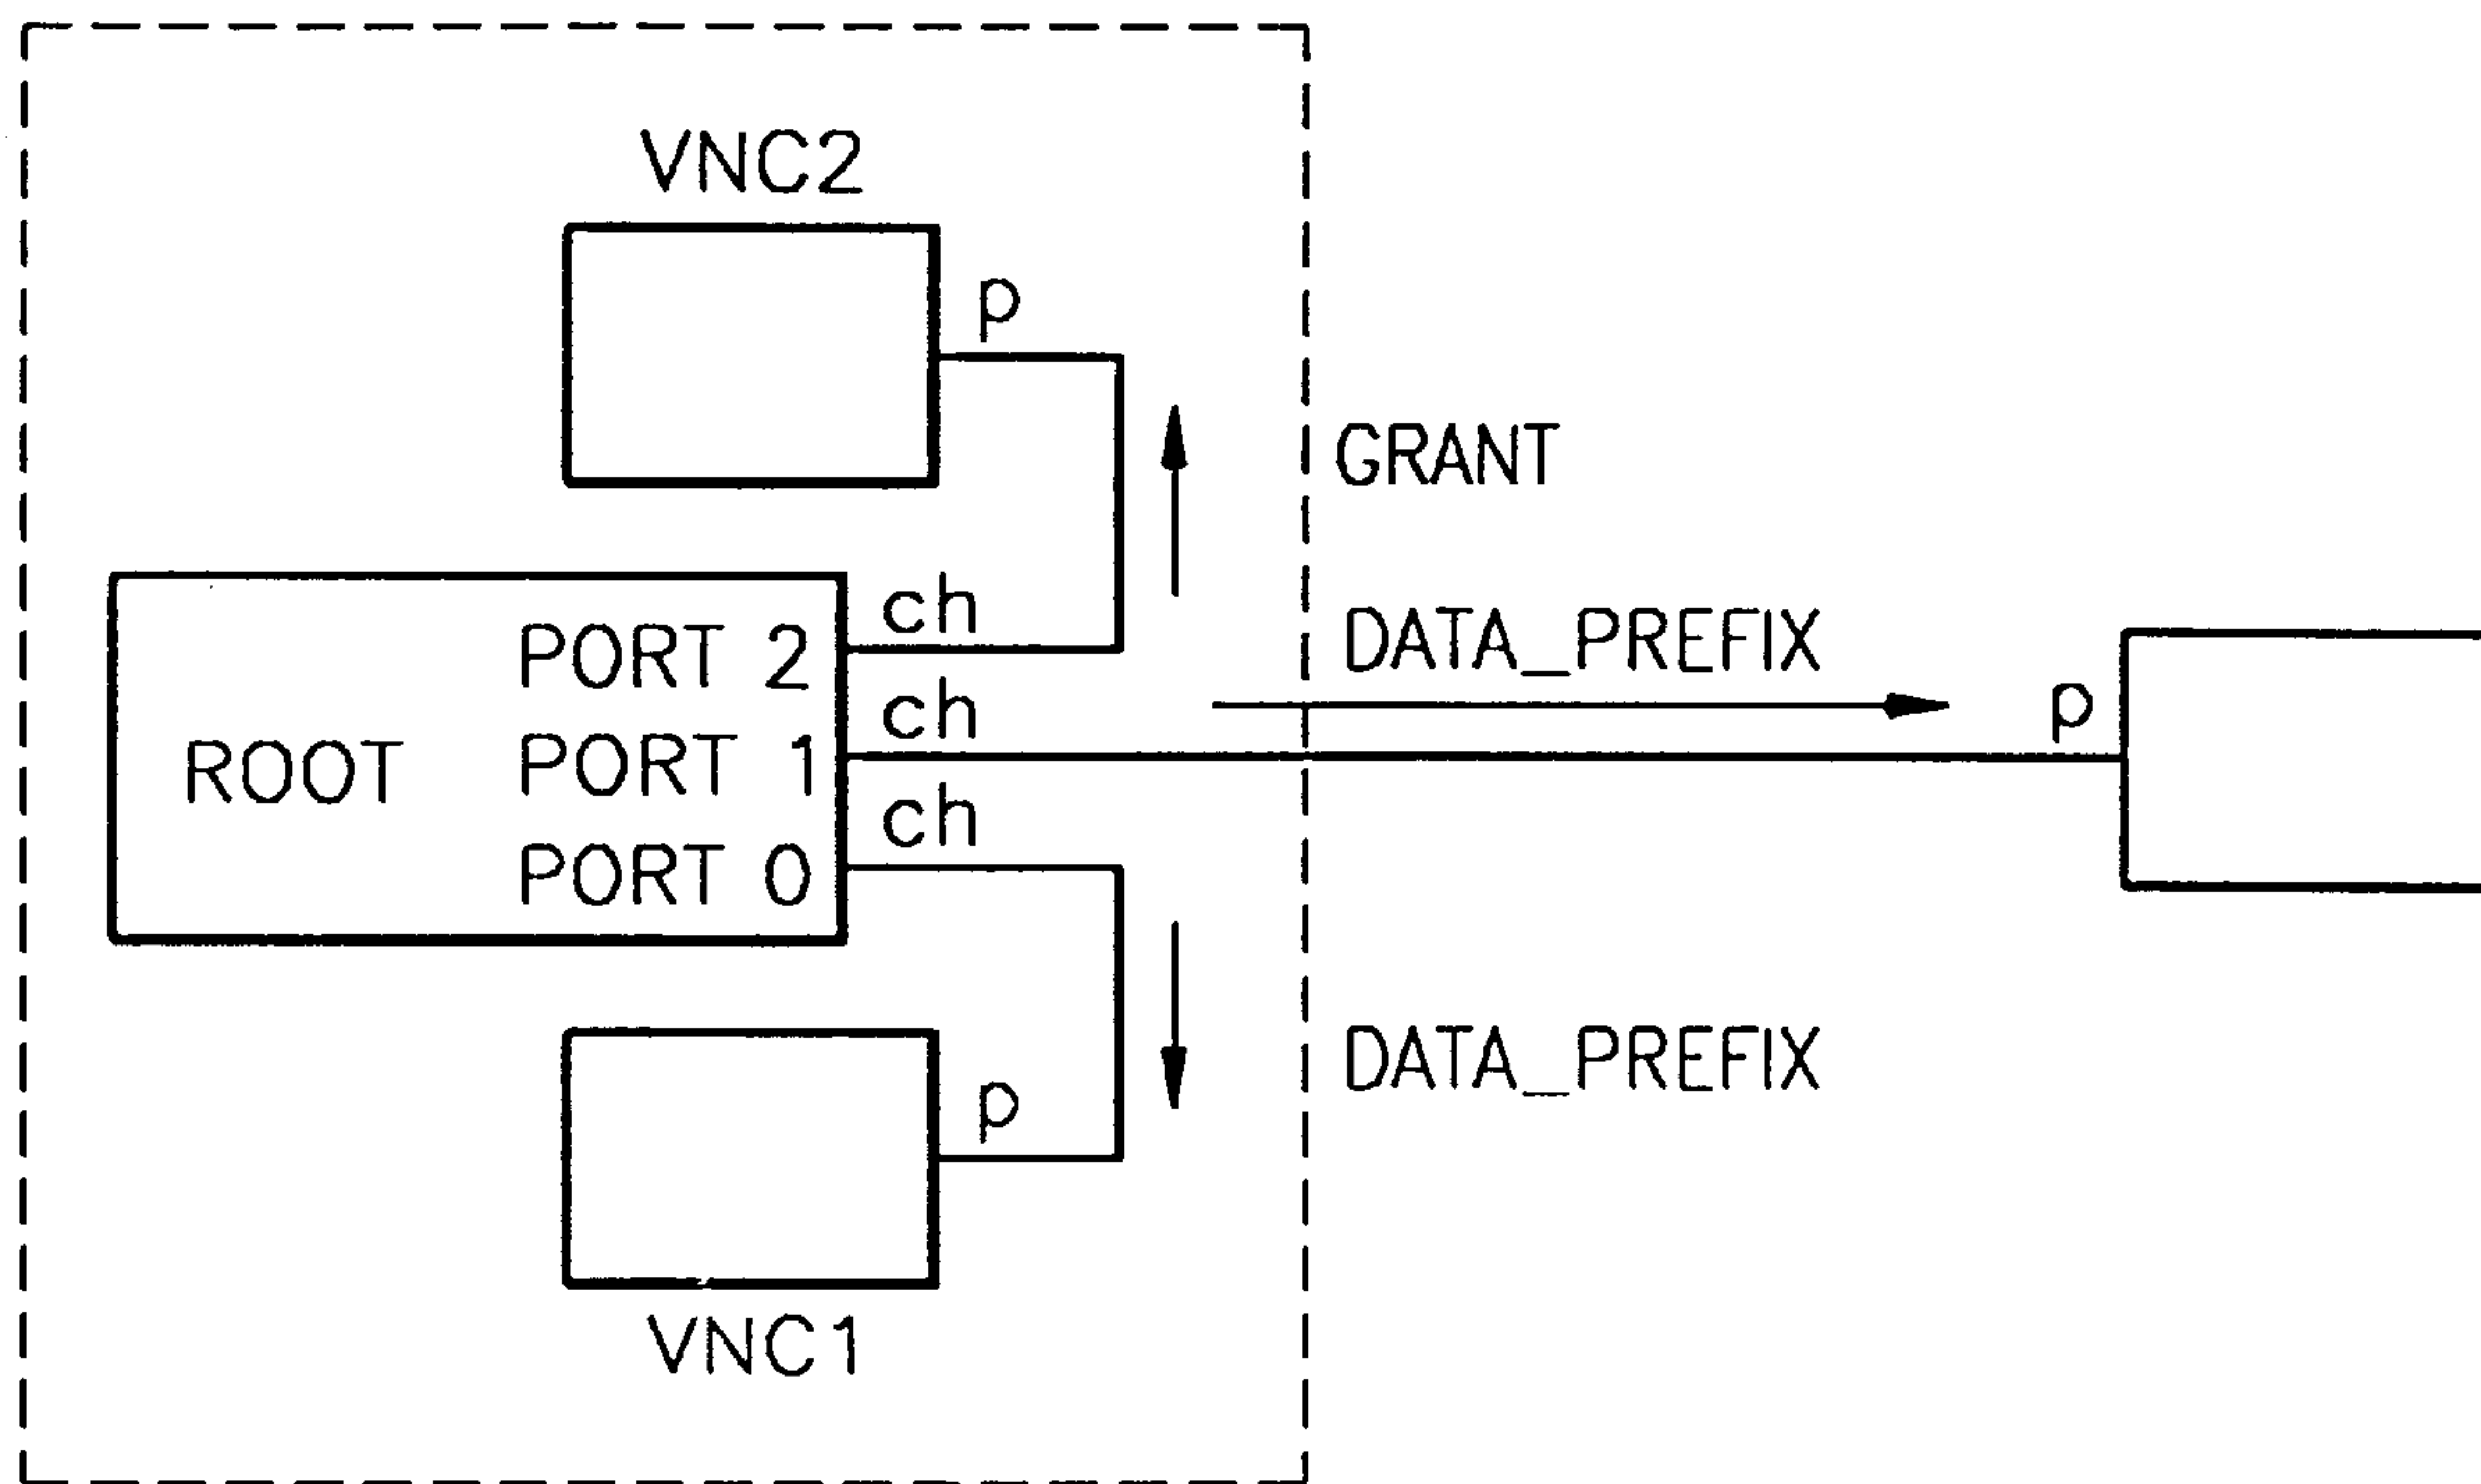 VNC2
p
GRANT
ch
DATA_PREFIX
PORT 2
ch
p
ROOT PORT 1
ch
PORT 0
DATA_PREFIX
p
VNC1